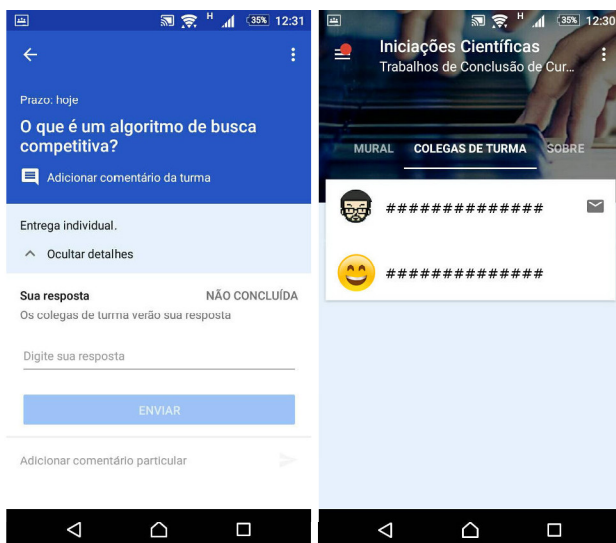 H 35% 12:31
Prazo: hoje
O que é um algoritmo de busca
competitiva?
Adicionar comentário da turma
Entrega individual.
Ocultar detalhes
Sua resposta NÃO CONCLUÍDA
Os colegas de turma verão sua resposta
Digite sua resposta
ENVIAR
Adicionar comentário particular
H 35% 12:30
Iniciações Científicas
Trabalhos de Conclusão de Cur...
MURAL COLEGAS DE TURMA SOBRE
##############
##############